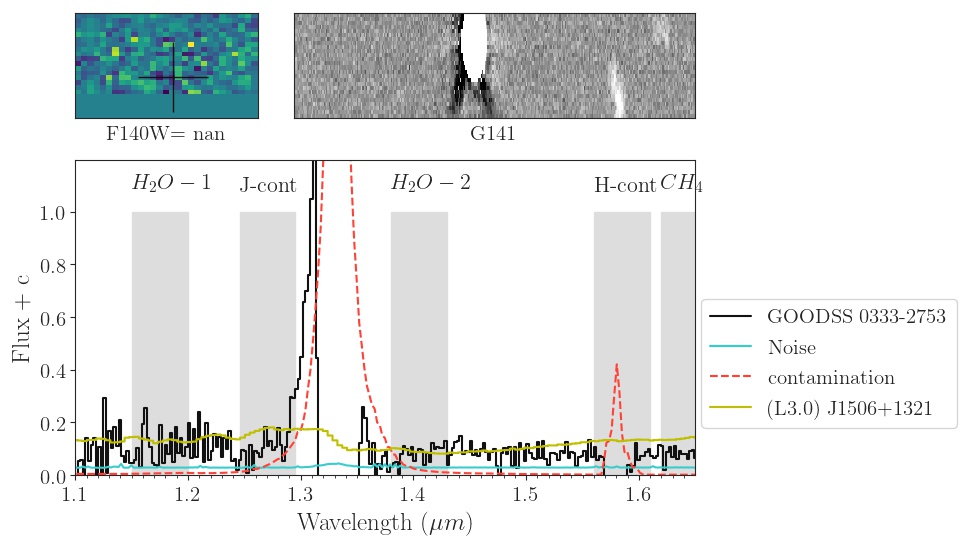 F140W= nan
G141
H₂O − 1
J-cont
H₂O − 2
H-cont
CH₄
1.0
0.8
0.6
0.4
0.2
0.0
1.1
1.2
1.3
1.4
1.5
1.6
Flux + c
Wavelength (μm)
GOODSS 0333-2753
Noise
contamination
(L3.0) J1506+1321